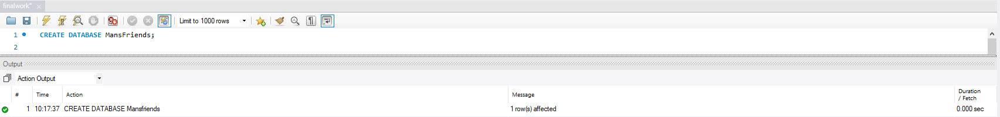 finalwork*
Limit to 1000 rows
1 CREATE DATABASE MansFriends;
2
Output
Action Output
# Time Action Message Duration / Fetch
1 10:17:37 CREATE DATABASE Mansfriends 1 row(s) affected 0.000 sec